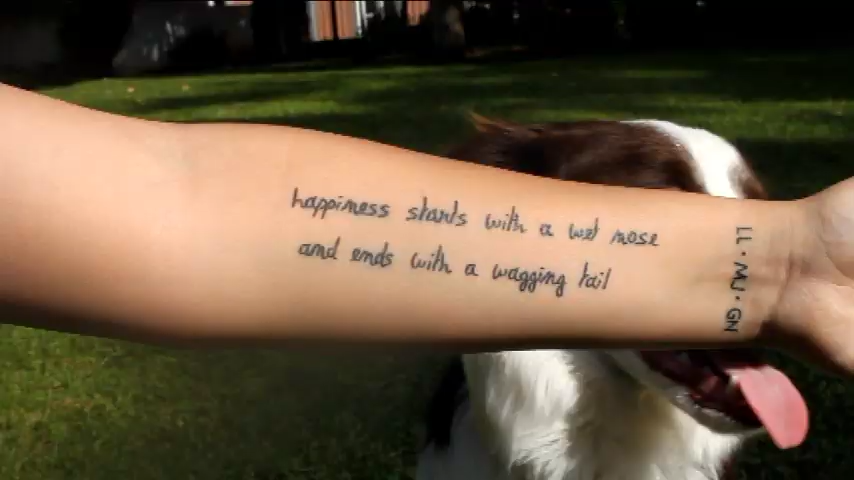 happiness starts with a wet nose
and ends with a wagging tail
LL · MJ · GN